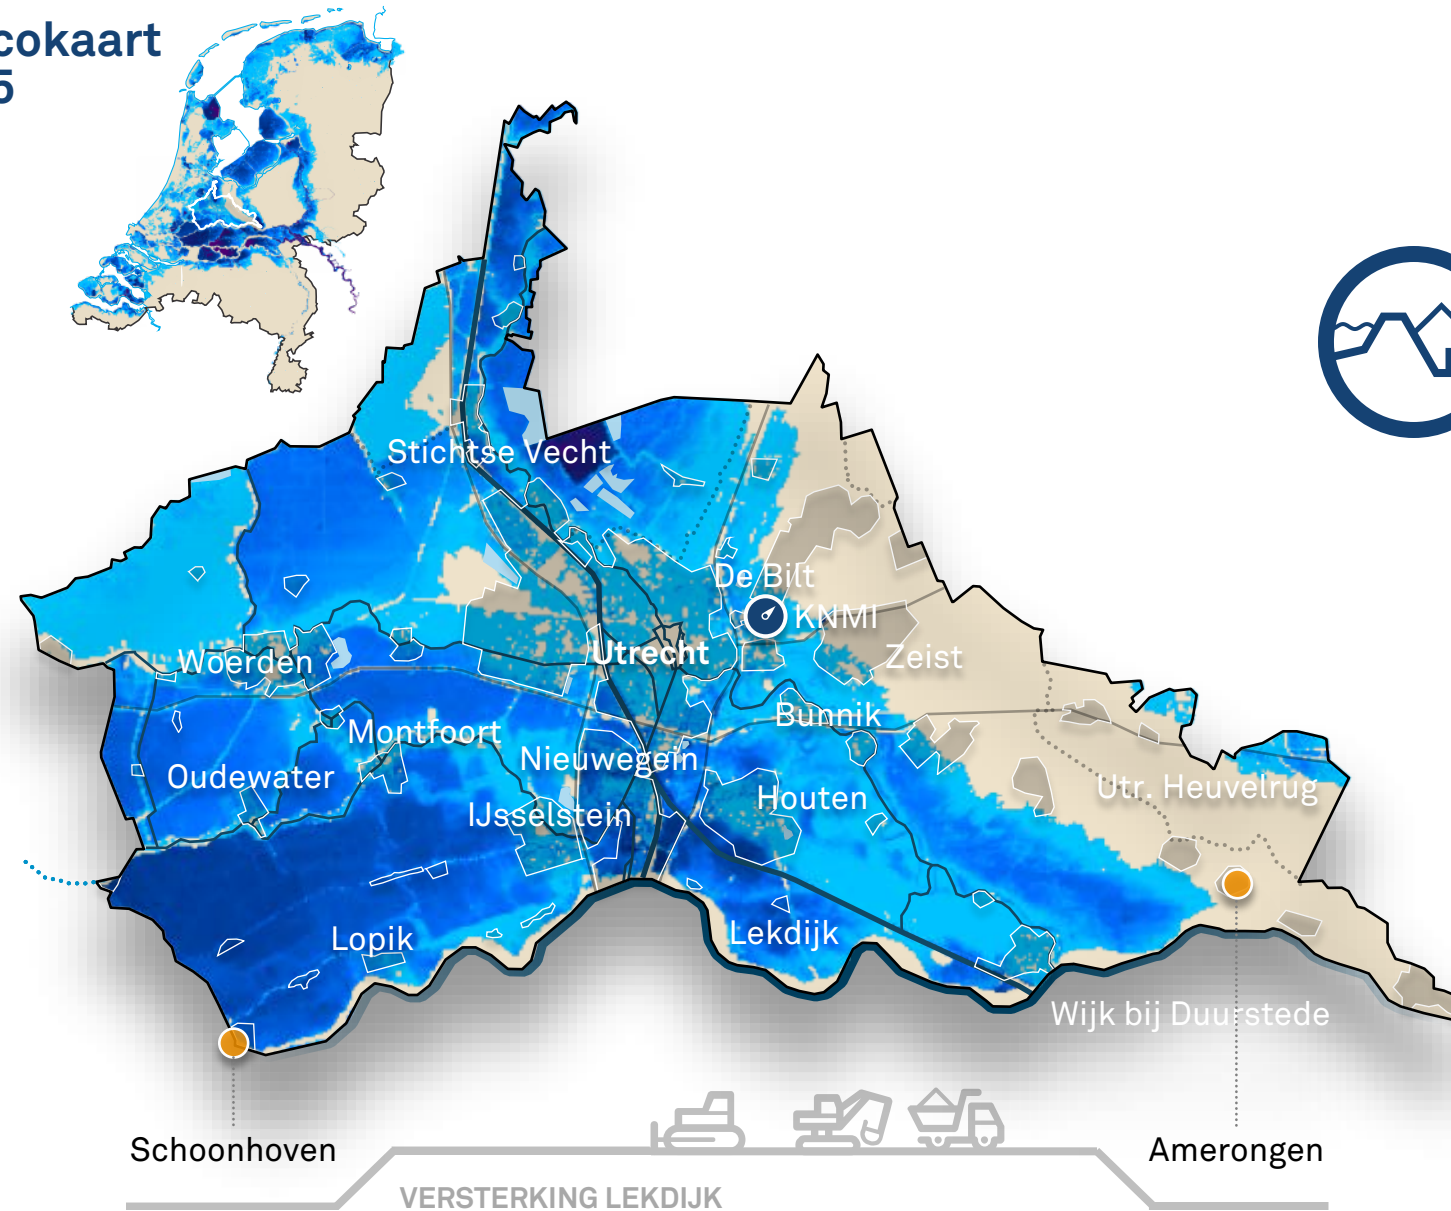 cokaart
5
Stichtse Vecht
De Bilt
KNMI
Utrecht
Zeist
Woerden
Bunnik
Montfoort
Nieuwegein
Oudewater
Utr. Heuvelrug
Houten
IJsselstein
Lopik
Lekdijk
Wijk bij Duurstede
Schoonhoven
Amerongen
VERSTERKING LEKDIJK